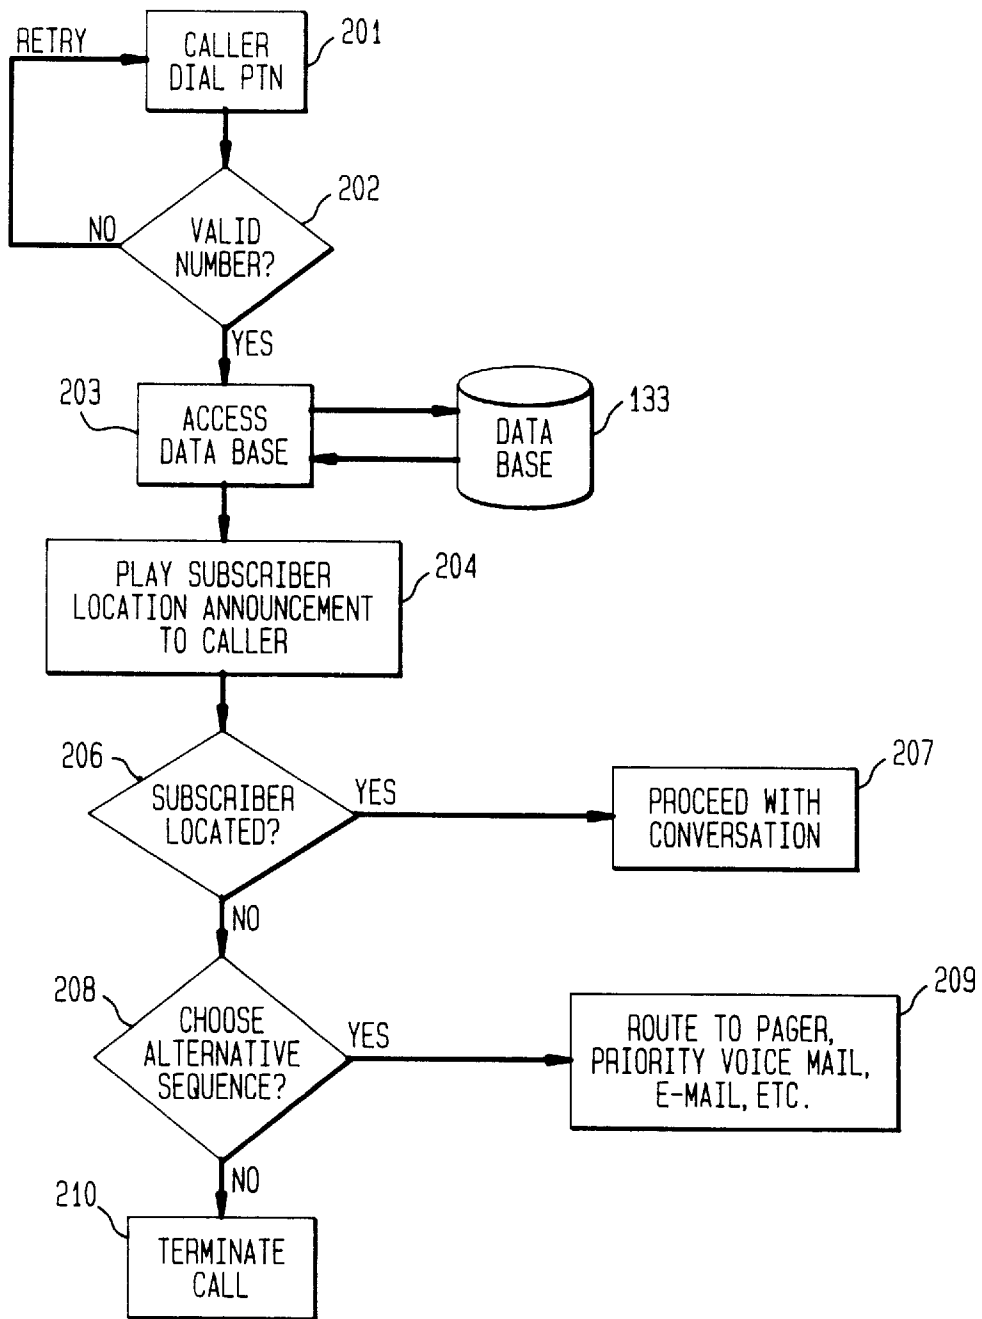 RETRY
CALLER
DIAL PTN
201
202
NO
VALID
NUMBER?
YES
203
ACCESS
DATA BASE
DATA
BASE
133
PLAY SUBSCRIBER
LOCATION ANNOUNCEMENT
TO CALLER
204
206
SUBSCRIBER
LOCATED?
YES
207
PROCEED WITH
CONVERSATION
NO
208
CHOOSE
ALTERNATIVE
SEQUENCE?
YES
209
ROUTE TO PAGER,
PRIORITY VOICE MAIL,
E-MAIL, ETC.
NO
210
TERMINATE
CALL